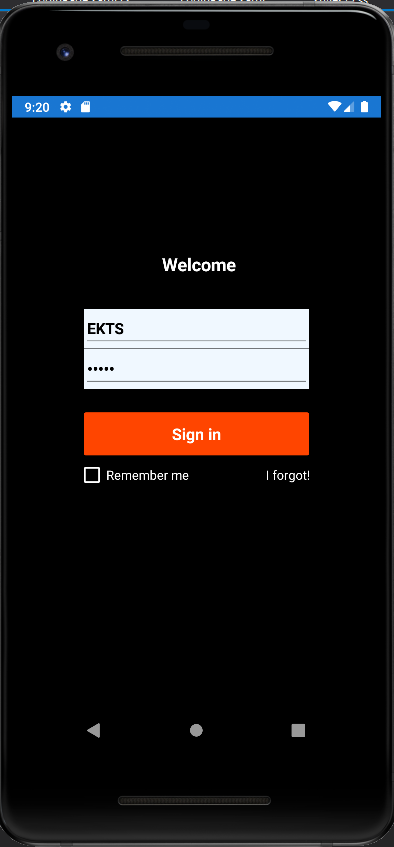 9:20
Welcome
EKTS
•••••
Sign in
Remember me
I forgot!